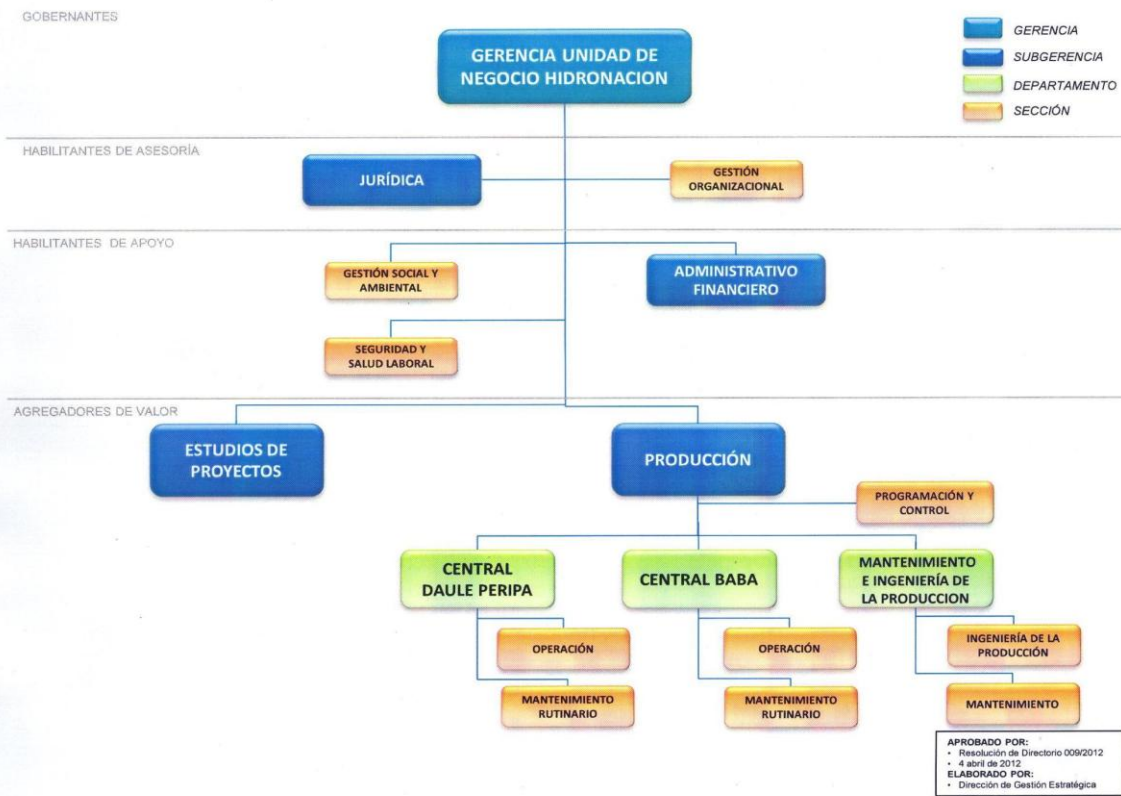 GOBERNANTES
GERENCIA UNIDAD DE
NEGOCIO HIDRONACION
GERENCIA
SUBGERENCIA
DEPARTAMENTO
SECCIÓN
HABILITANTES DE ASESORÍA
JURÍDICA
GESTIÓN
ORGANIZACIONAL
HABILITANTES DE APOYO
GESTIÓN SOCIAL Y
AMBIENTAL
ADMINISTRATIVO
FINANCIERO
SEGURIDAD Y
SALUD LABORAL
AGREGADORES DE VALOR
ESTUDIOS DE
PROYECTOS
PRODUCCIÓN
PROGRAMACIÓN Y
CONTROL
CENTRAL
DAULE PERIPA
CENTRAL BABA
MANTENIMIENTO
E INGENIERÍA DE
LA PRODUCCION
OPERACIÓN
OPERACIÓN
INGENIERÍA DE LA
PRODUCCIÓN
MANTENIMIENTO
RUTINARIO
MANTENIMIENTO
RUTINARIO
MANTENIMIENTO
APROBADO POR:
• Resolución de Directorio 009/2012
• 4 abril de 2012
ELABORADO POR:
• Dirección de Gestión Estratégica